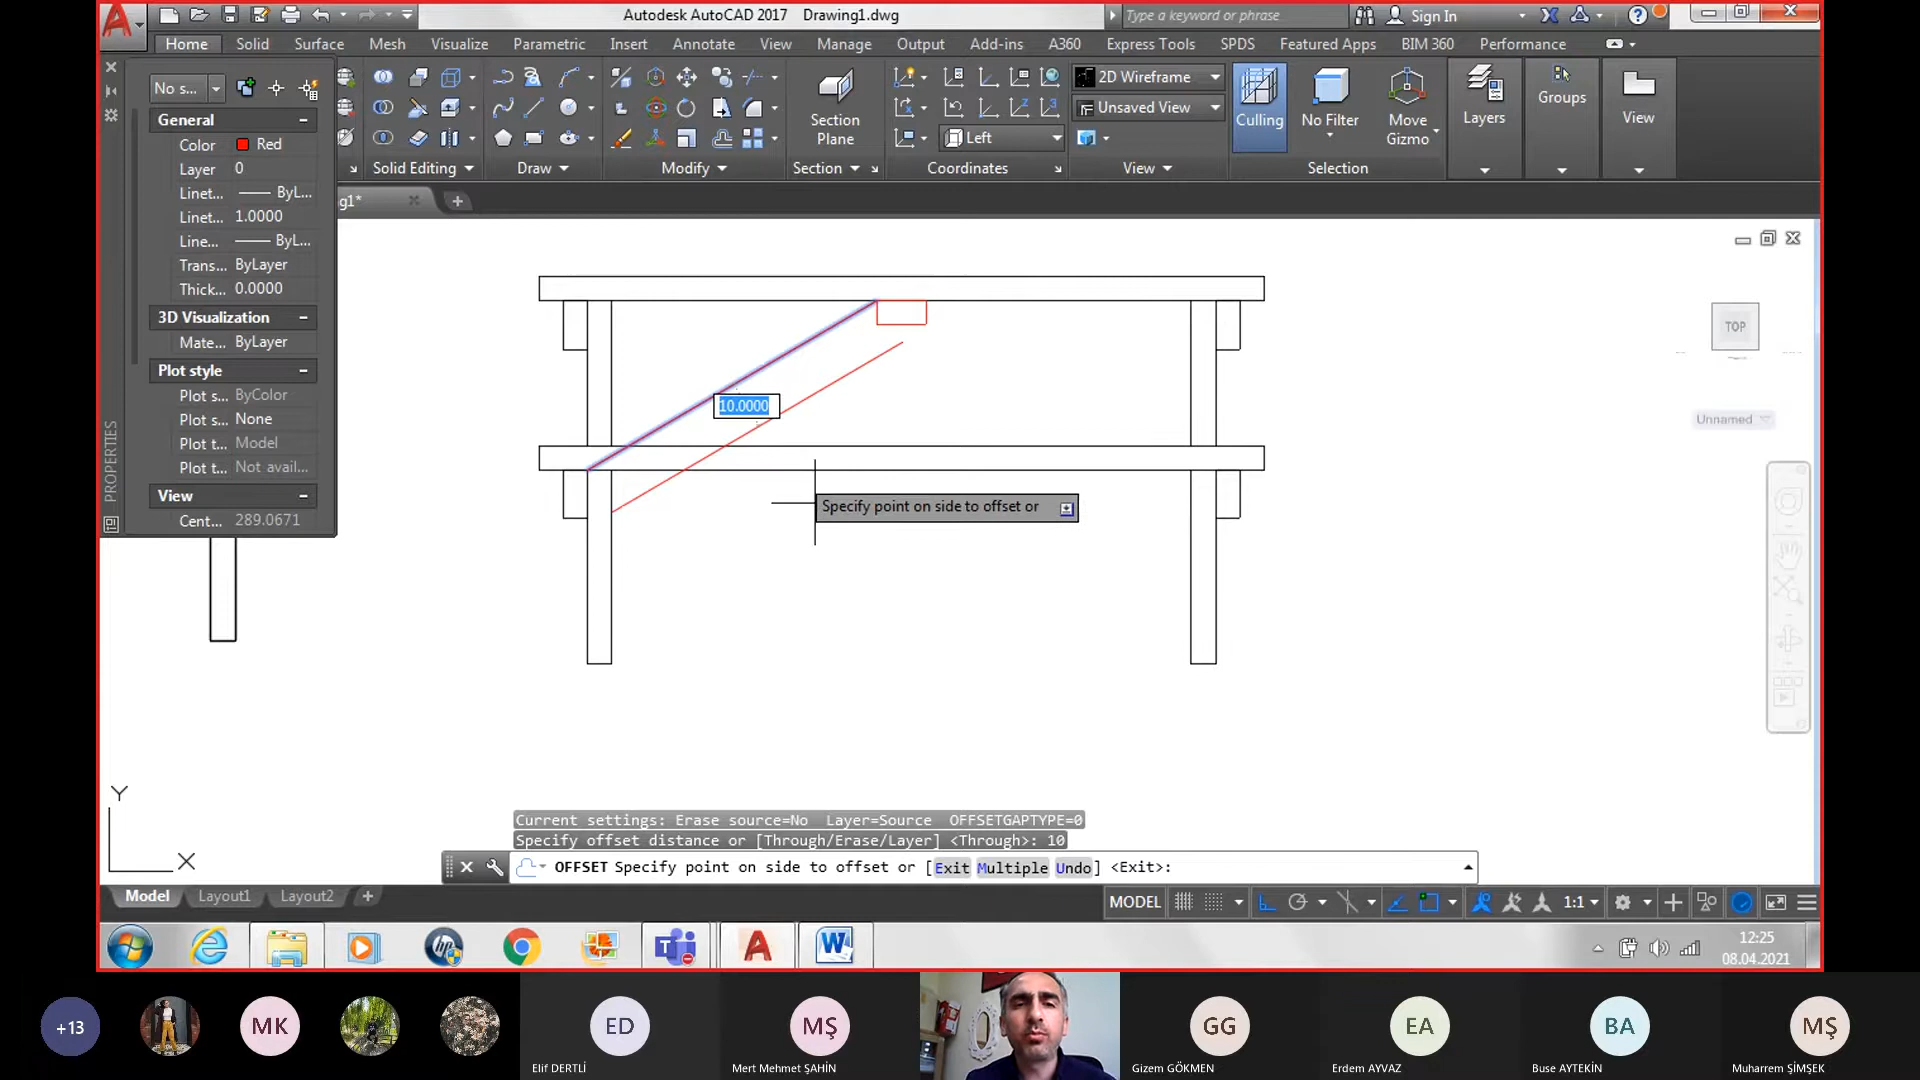 Autodesk AutoCAD 2017 Drawing1.dwg
Type a keyword or phrase
Sign In
Home Solid Surface Mesh Visualize Parametric Insert Annotate View Manage Output Add-ins A360 Express Tools SPDS Featured Apps BIM 360 Performance
No s...
2D Wireframe
Unsaved View
Left
Section
Plane
Culling
No Filter
Move
Gizmo
Layers
Groups
View
Solid Editing
Draw
Modify
Section
Coordinates
View
Selection
g1*
General
Color Red
Layer 0
Linet... ByL...
Linet... 1.0000
Line... ByL...
Trans... ByLayer
Thick... 0.0000
3D Visualization
Mate... ByLayer
Plot style
Plot s... ByColor
Plot s... None
Plot t... Model
Plot t... Not avail...
View
Cent... 289.0671
PROPERTIES
TOP
Unnamed
10.0000
Specify point on side to offset or
Y
X
Current settings: Erase source=No Layer=Source OFFSETGAPTYPE=0
Specify offset distance or [Through/Erase/Layer] <Through>: 10
OFFSET Specify point on side to offset or [Exit Multiple Undo] <Exit>:
Model Layout1 Layout2
MODEL
1:1
12:25
08.04.2021
+13
MK
ED
MŞ
GG
EA
BA
MŞ
Elif DERTLİ
Mert Mehmet ŞAHİN
Gizem GÖKMEN
Erdem AYVAZ
Buse AYTEKİN
Muharrem ŞİMŞEK